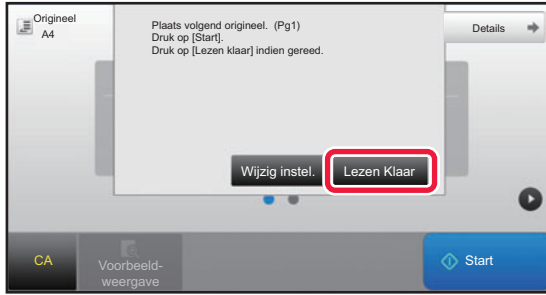 Origineel
A4
Plaats volgend origineel. (Pg1)
Druk op [Start].
Druk op [Lezen klaar] indien gereed.
Details
Wijzig instel.
Lezen Klaar
CA
Voorbeeld-
weergave
Start